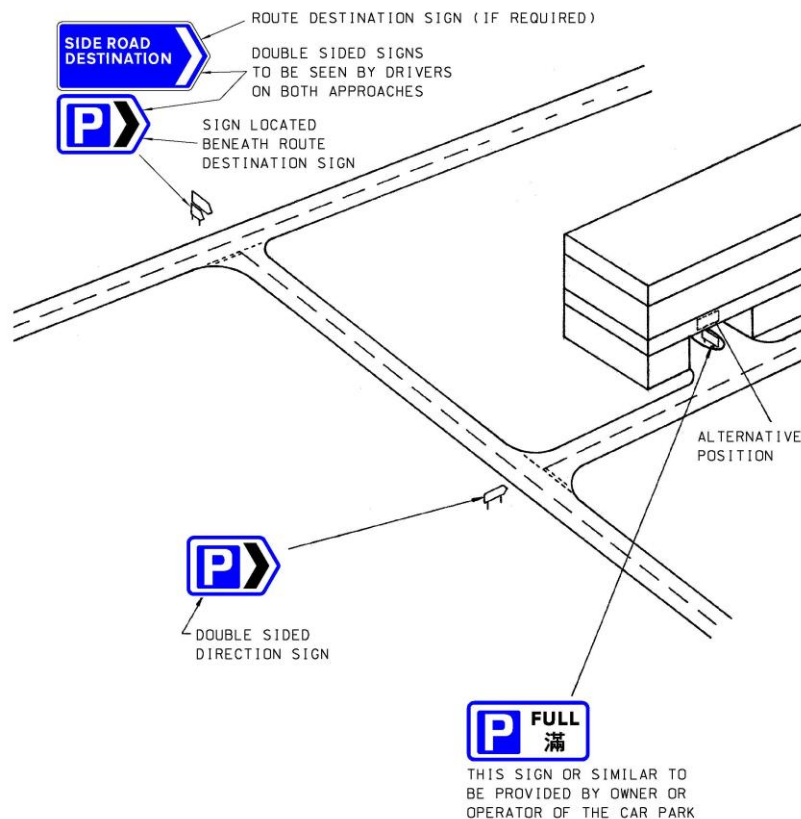 ROUTE DESTINATION SIGN (IF REQUIRED)
SIDE ROAD
DESTINATION
DOUBLE SIDED SIGNS
TO BE SEEN BY DRIVERS
ON BOTH APPROACHES
P
SIGN LOCATED
BENEATH ROUTE
DESTINATION SIGN
ALTERNATIVE
POSITION
P
DOUBLE SIDED
DIRECTION SIGN
P FULL
滿
THIS SIGN OR SIMILAR TO
BE PROVIDED BY OWNER OR
OPERATOR OF THE CAR PARK